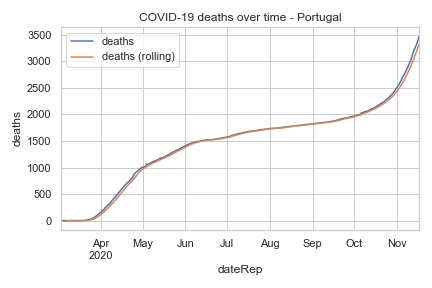 COVID-19 deaths over time - Portugal
deaths
deaths (rolling)
3500
3000
2500
2000
1500
1000
500
0
deaths
Apr May Jun Jul Aug Sep Oct Nov
2020
dateRep